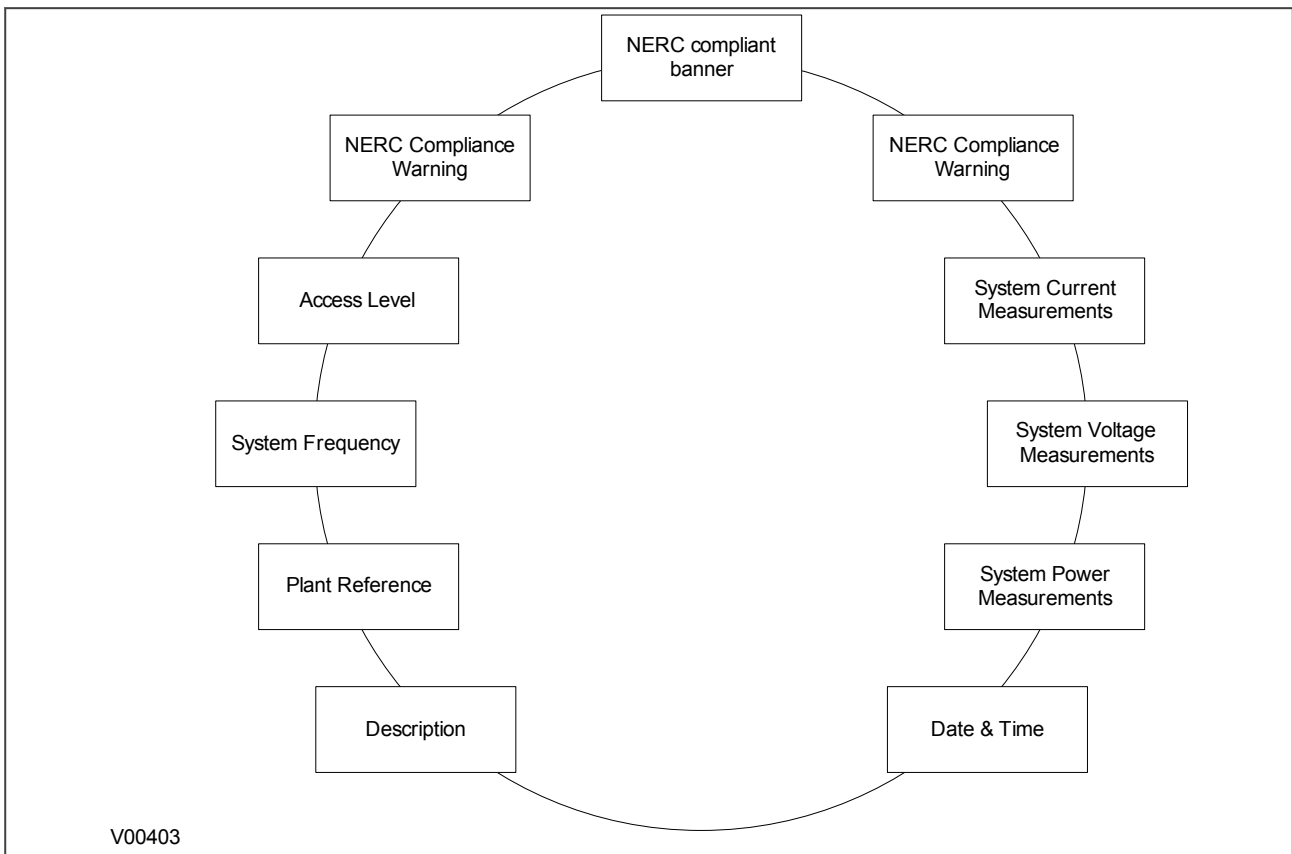 NERC compliant
banner
NERC Compliance
Warning
NERC Compliance
Warning
Access Level
System Current
Measurements
System Frequency
System Voltage
Measurements
Plant Reference
System Power
Measurements
Description
Date & Time
V00403